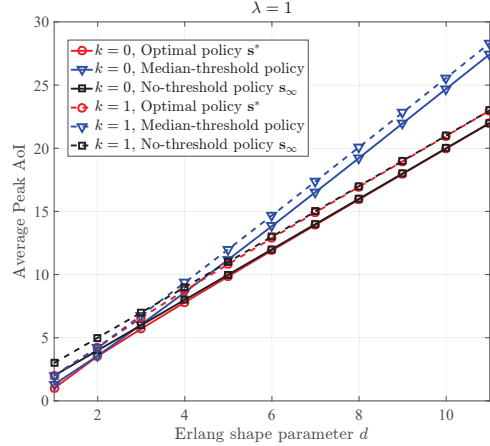 λ = 1
k = 0, Optimal policy s*
k = 0, Median-threshold policy
k = 0, No-threshold policy s∞
k = 1, Optimal policy s*
k = 1, Median-threshold policy
k = 1, No-threshold policy s∞
Average Peak AoI
30
25
20
15
10
5
0
2
4
6
8
10
Erlang shape parameter d